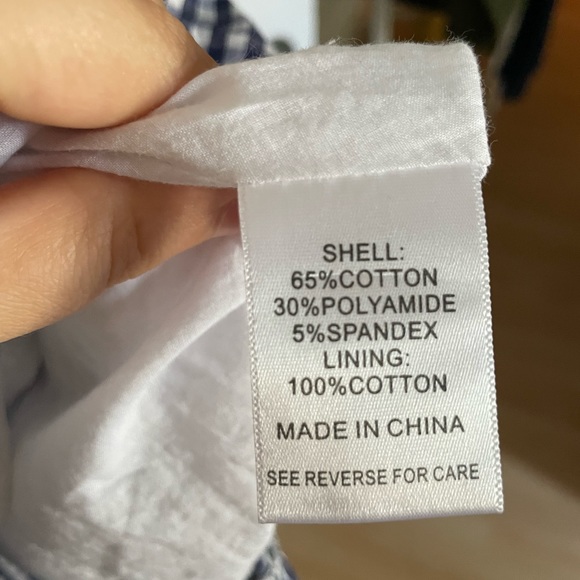 SHELL:
65%COTTON
30%POLYAMIDE
5%SPANDEX
LINING:
100%COTTON
MADE IN CHINA
SEE REVERSE FOR CARE